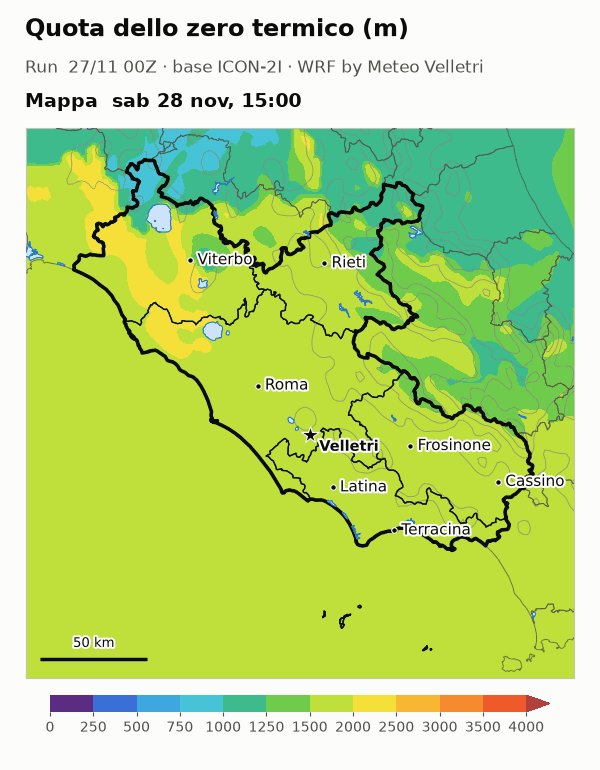 Quota dello zero termico (m)
Run 27/11 00Z · base ICON-2I · WRF by Meteo Velletri
Mappa sab 28 nov, 15:00
Viterbo
Rieti
Roma
Velletri
Frosinone
Cassino
Latina
Terracina
50 km
0 250 500 750 1000 1250 1500 2000 2500 3000 3500 4000